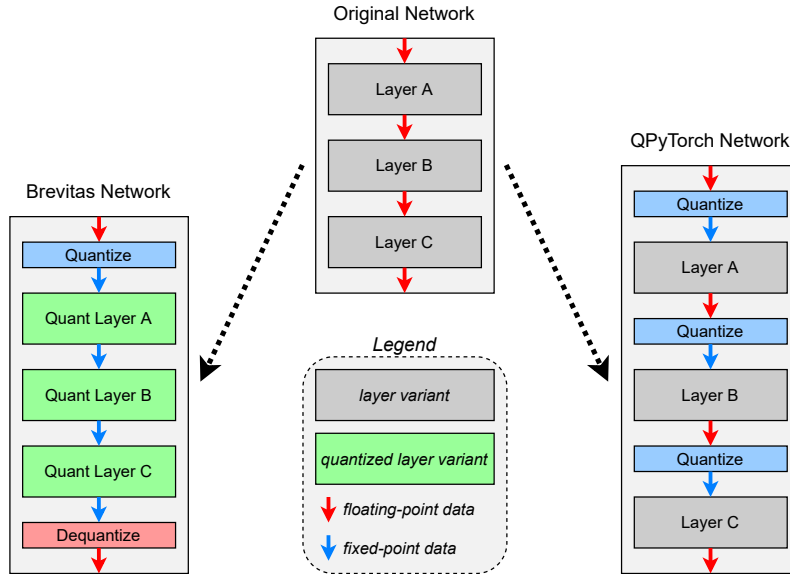 Original Network
Layer A
Layer B
Layer C
Brevitas Network
Quantize
Quant Layer A
Quant Layer B
Quant Layer C
Dequantize
Legend
layer variant
quantized layer variant
floating-point data
fixed-point data
QPyTorch Network
Quantize
Layer A
Quantize
Layer B
Quantize
Layer C